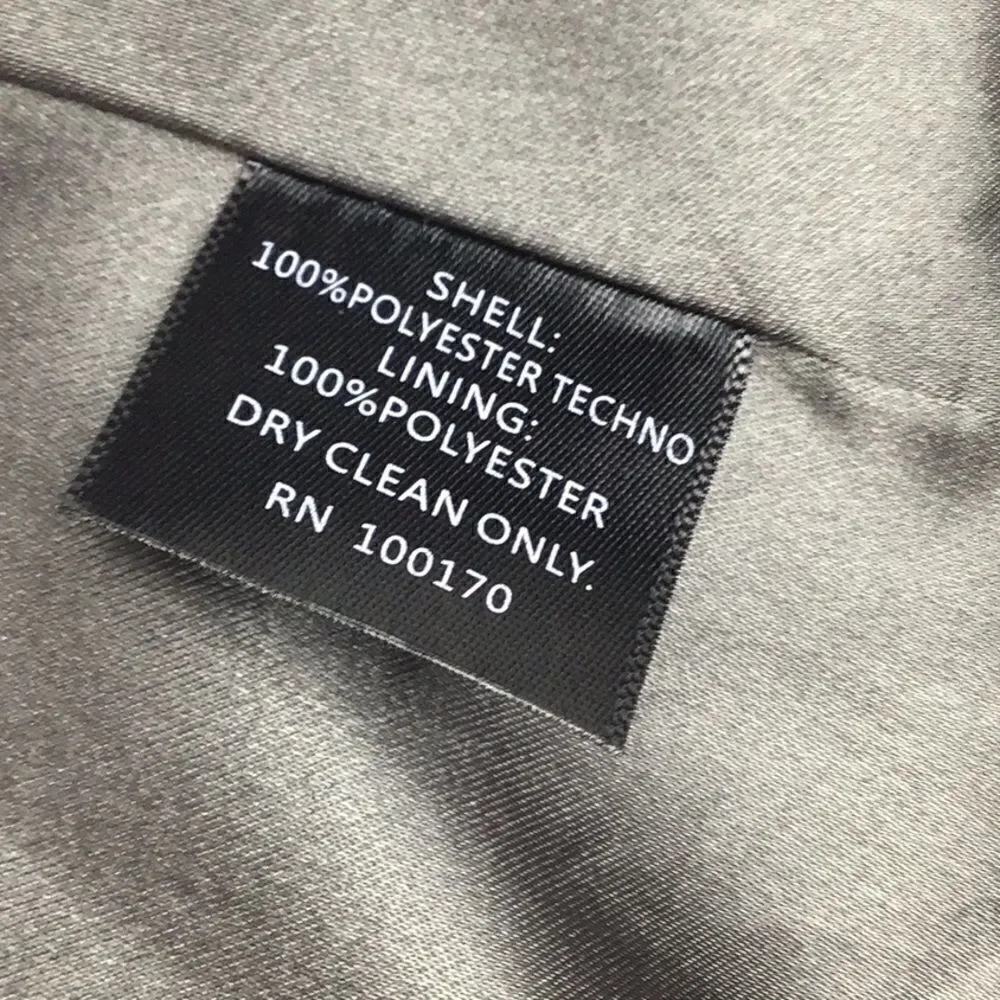 SHELL:
100%POLYESTER TECHNO
LINING:
100%POLYESTER
DRY CLEAN ONLY.
RN 100170